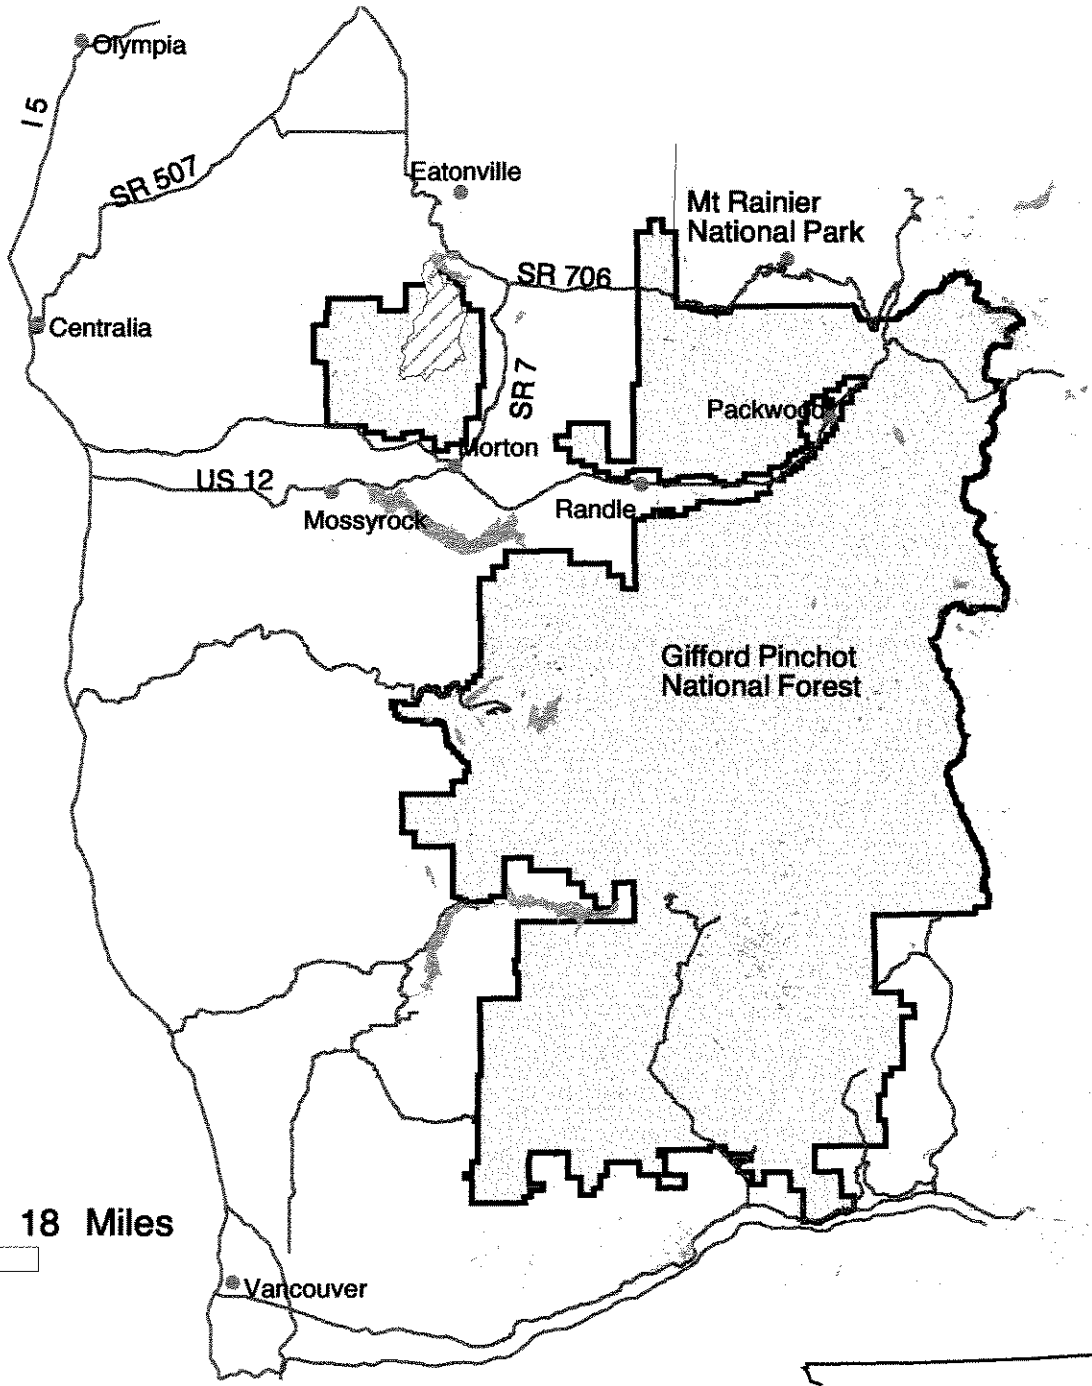 Olympia
I 5
SR 507
Eatonville
Mt Rainier
National Park
SR 706
Centralia
SR 7
Packwood
Morton
US 12
Mossyrock
Randle
Gifford Pinchot
National Forest
18 Miles
Vancouver